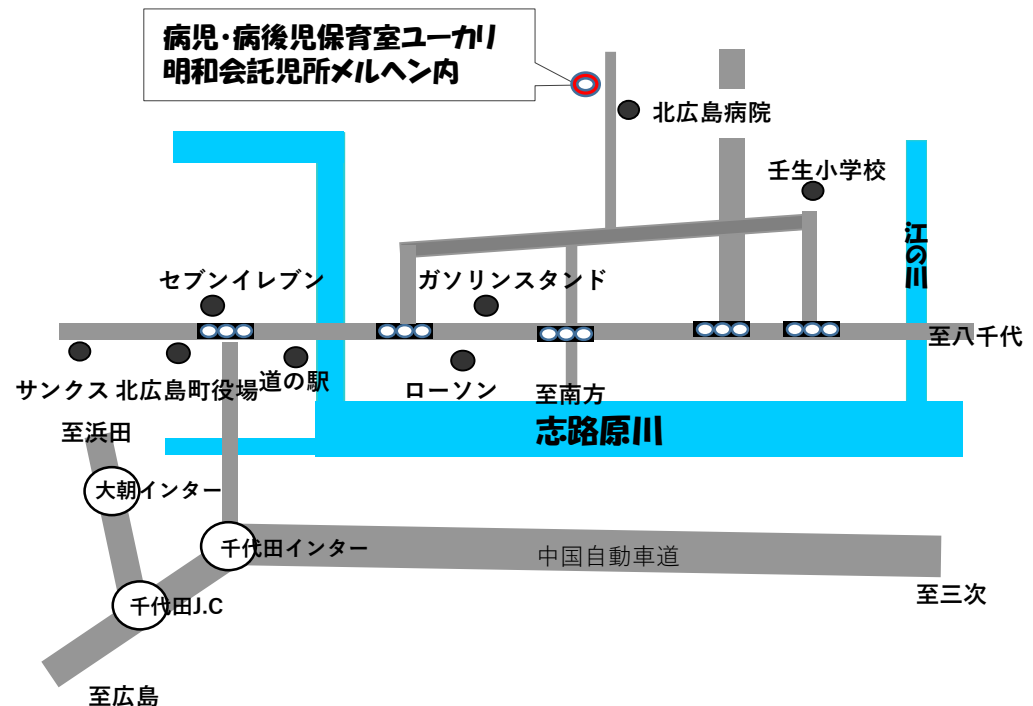 病児・病後児保育室ユーカリ
明和会託児所メルヘン内
北広島病院
壬生小学校
江の川
セブンイレブン
ガソリンスタンド
至八千代
サンクス
北広島町役場
道の駅
ローソン
至南方
志路原川
至浜田
大朝インター
千代田インター
中国自動車道
至三次
千代田J.C
至広島